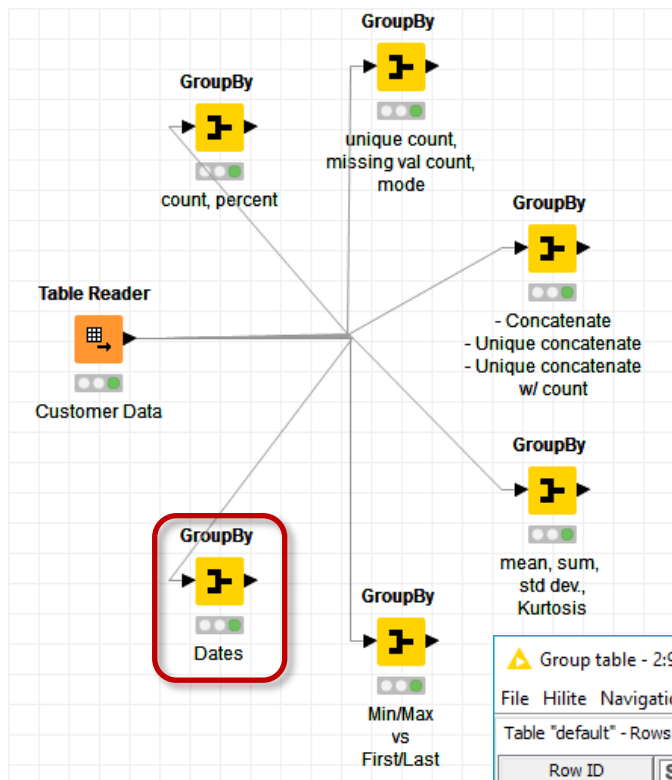 GroupBy
unique count,
missing val count,
mode
GroupBy
count, percent
GroupBy
- Concatenate
- Unique concatenate
- Unique concatenate
w/ count
Table Reader
Customer Data
GroupBy
mean, sum,
std dev.,
Kurtosis
GroupBy
Dates
GroupBy
Min/Max
vs
First/Last
Group table - 2:9
File Hilite Navigatio
Table "default" - Rows
Row ID